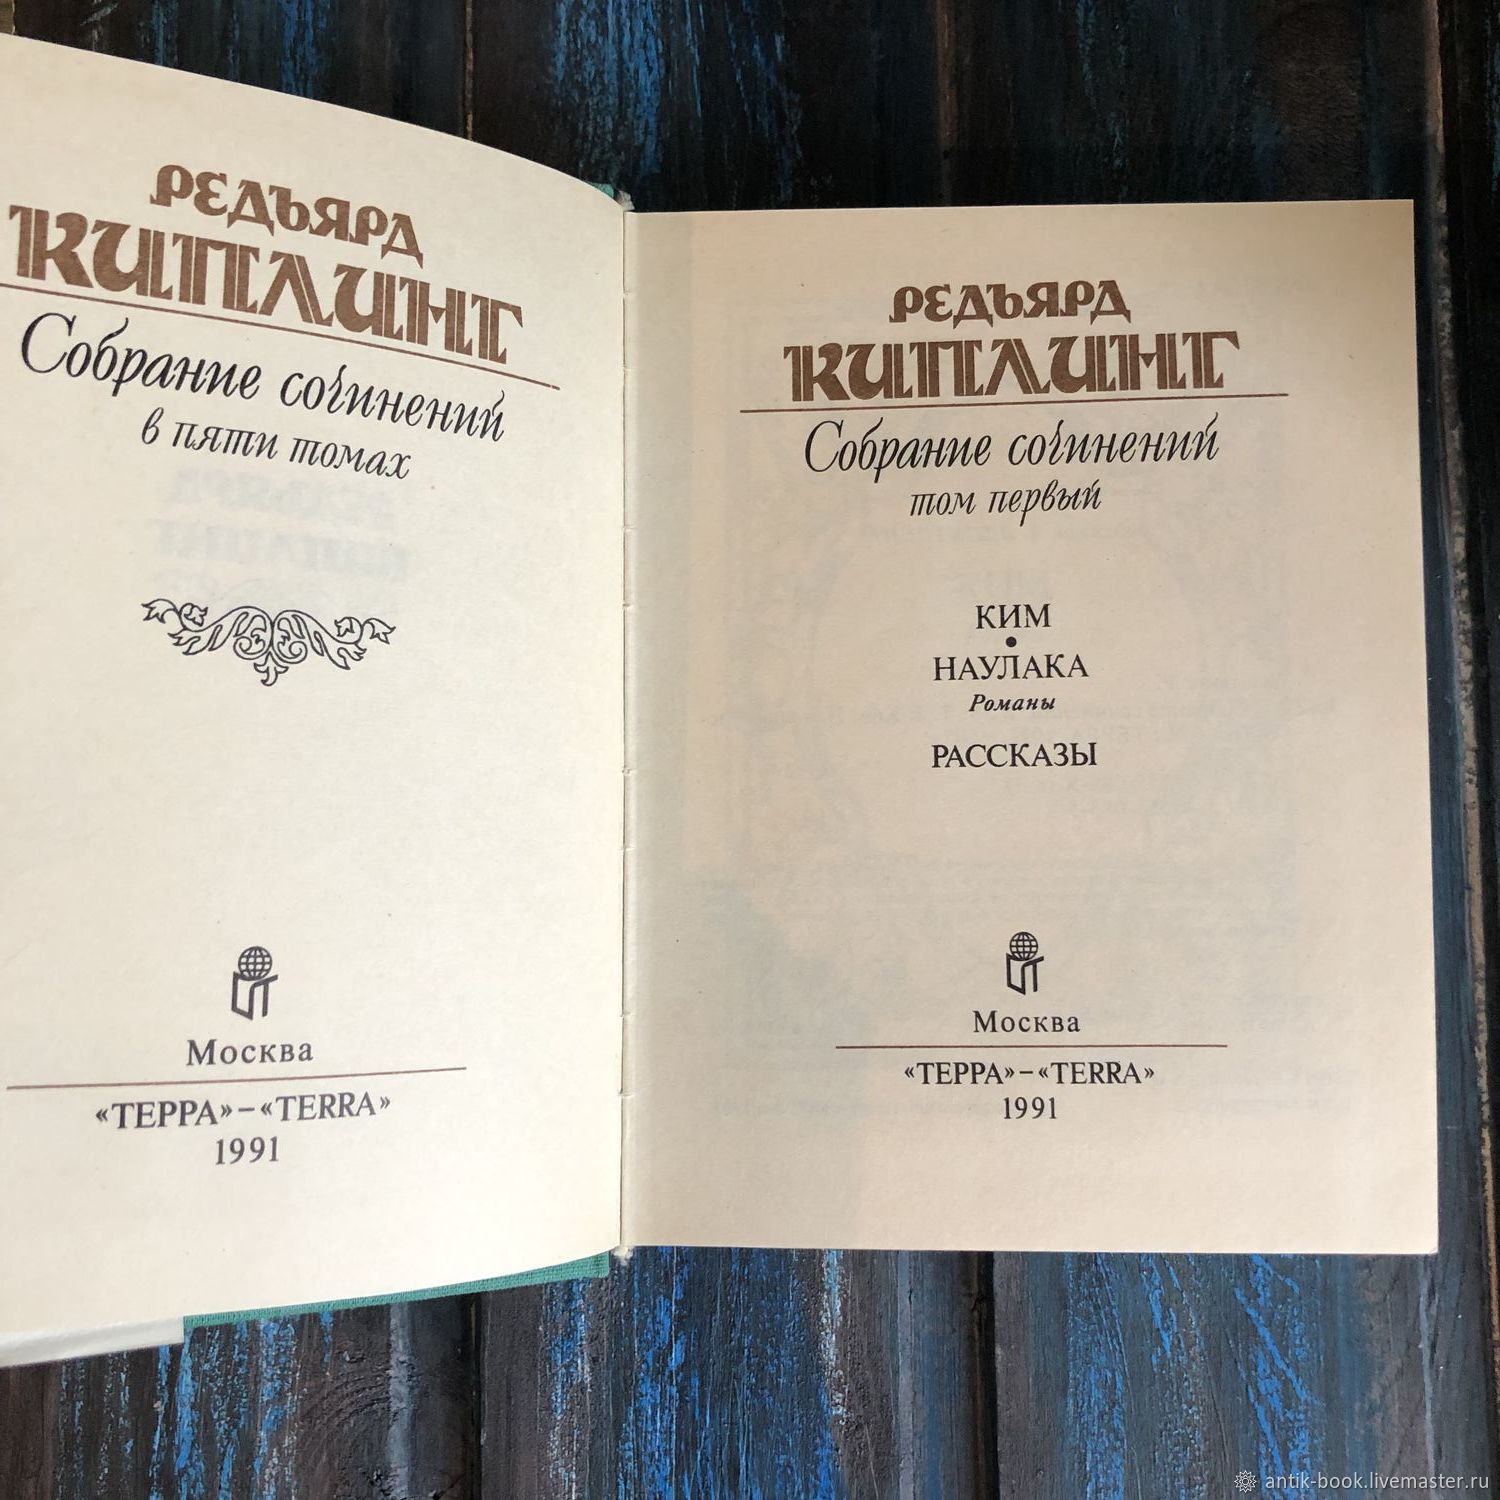 РЕДЬЯРД
КИПЛИНГ
Собрание сочинений
в пяти томах
Москва
«ТЕРРА»–«TERRA»
1991
РЕДЬЯРД
КИПЛИНГ
Собрание сочинений
том первый
КИМ
•
НАУЛАКА
Романы
РАССКАЗЫ
Москва
«ТЕРРА»–«TERRA»
1991
antik-book.livemaster.ru